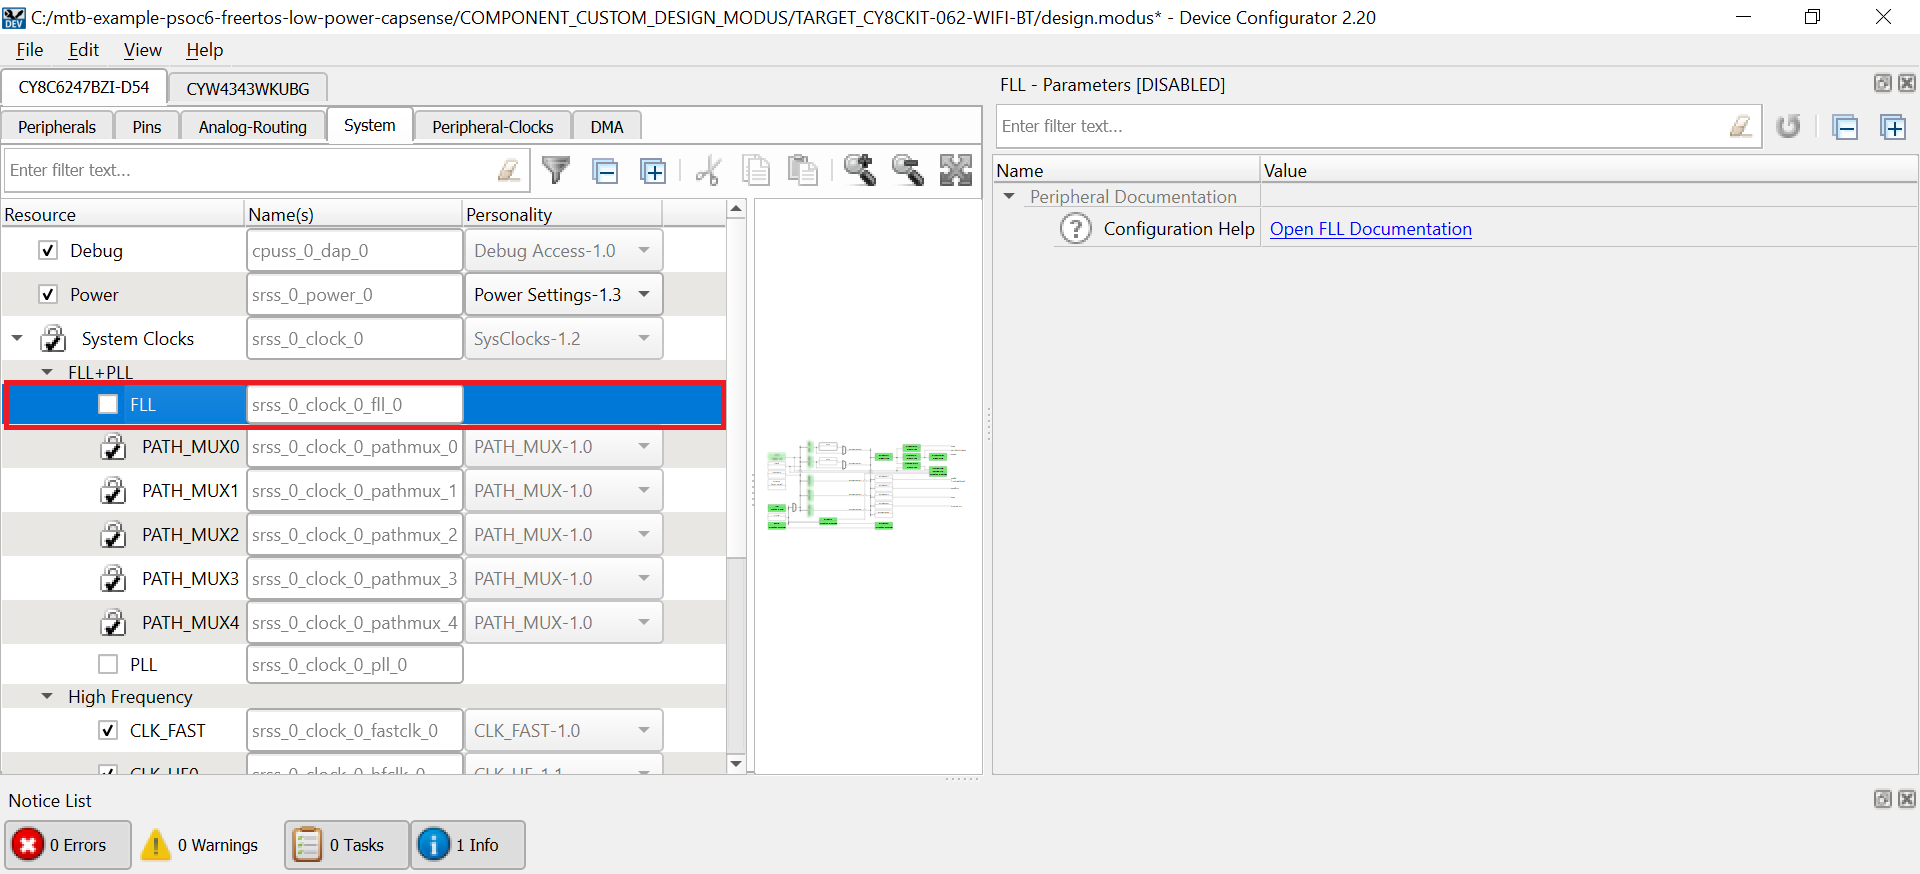 C:/mtb-example-psoc6-freertos-low-power-capsense/COMPONENT_CUSTOM_DESIGN_MODUS/TARGET_CY8CKIT-062-WIFI-BT/design.modus* - Device Configurator 2.20
File Edit View Help
CY8C6247BZI-D54 CYW4343WKUBG
Peripherals Pins Analog-Routing System Peripheral-Clocks DMA
Enter filter text...
Resource Name(s) Personality
Debug cpuss_0_dap_0 Debug Access-1.0
Power srss_0_power_0 Power Settings-1.3
System Clocks srss_0_clock_0 SysClocks-1.2
FLL+PLL
FLL srss_0_clock_0_fll_0
PATH_MUX0 srss_0_clock_0_pathmux_0 PATH_MUX-1.0
PATH_MUX1 srss_0_clock_0_pathmux_1 PATH_MUX-1.0
PATH_MUX2 srss_0_clock_0_pathmux_2 PATH_MUX-1.0
PATH_MUX3 srss_0_clock_0_pathmux_3 PATH_MUX-1.0
PATH_MUX4 srss_0_clock_0_pathmux_4 PATH_MUX-1.0
PLL srss_0_clock_0_pll_0
High Frequency
CLK_FAST srss_0_clock_0_fastclk_0 CLK_FAST-1.0
FLL - Parameters [DISABLED]
Enter filter text...
Name Value
Peripheral Documentation
? Configuration Help Open FLL Documentation
Notice List
0 Errors 0 Warnings 0 Tasks 1 Info
DEV